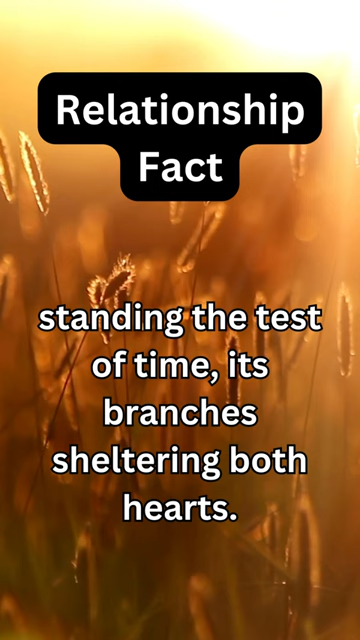 Relationship
Fact
standing the test
of time, its
branches
sheltering both
hearts.